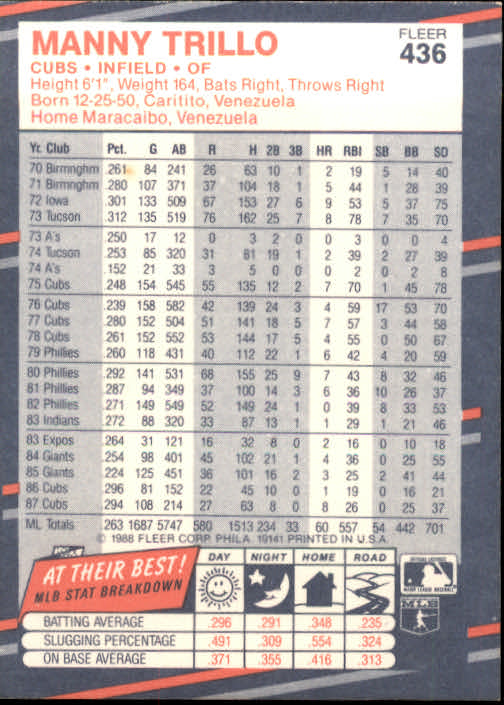 MANNY TRILLO
FLEER
436
CUBS • INFIELD • OF
Height 6'1", Weight 164, Bats Right, Throws Right
Born 12-25-50, Caritito, Venezuela
Home Maracaibo, Venezuela
Yr. Club Pct. G AB R H 2B 3B HR RBI SB BB SO
70 Birmnghm .261 84 241 26 63 10 1 2 19 5 14 40
71 Birmnghm .280 107 371 37 104 18 1 5 44 1 28 39
72 Iowa .301 133 509 67 153 27 6 9 53 5 37 75
73 Tucson .312 135 519 76 162 25 7 8 78 7 35 70
73 A's .250 17 12 0 3 2 0 0 3 0 0 4
74 Tucson .253 85 320 31 81 19 1 2 39 2 27 39
74 A's .152 21 33 3 5 0 0 0 2 0 2 8
75 Cubs .248 154 545 55 135 12 2 7 70 1 45 78
76 Cubs .239 158 582 42 139 24 3 4 59 17 53 70
77 Cubs .280 152 504 51 141 18 5 7 57 3 44 58
78 Cubs .261 152 552 53 144 17 5 4 55 0 50 67
79 Phillies .260 118 431 40 112 22 1 6 42 4 20 59
80 Phillies .292 141 531 68 155 25 9 7 43 8 32 46
81 Phillies .287 94 349 37 100 14 3 6 36 10 26 37
82 Phillies .271 149 549 52 149 24 1 0 39 8 33 53
83 Indians .272 88 320 33 87 13 1 1 29 1 21 46
83 Expos .264 31 121 16 32 8 0 2 16 0 10 18
84 Giants .254 98 401 45 102 21 1 4 36 0 25 55
85 Giants .224 125 451 36 101 16 2 3 25 2 41 44
86 Cubs .296 81 152 22 45 10 0 1 19 0 16 21
87 Cubs .294 108 214 27 63 8 0 8 26 0 25 37
ML Totals .263 1687 5747 580 1513 234 33 60 557 54 442 701
© 1988 FLEER CORP. PHILA. 19141 PRINTED IN U.S.A.
AT THEIR BEST!
MLB STAT BREAKDOWN
DAY NIGHT HOME ROAD
BATTING AVERAGE .296 .291 .348 .235
SLUGGING PERCENTAGE .491 .309 .554 .324
ON BASE AVERAGE .371 .355 .416 .313
MAJOR LEAGUE BASEBALL
MLB